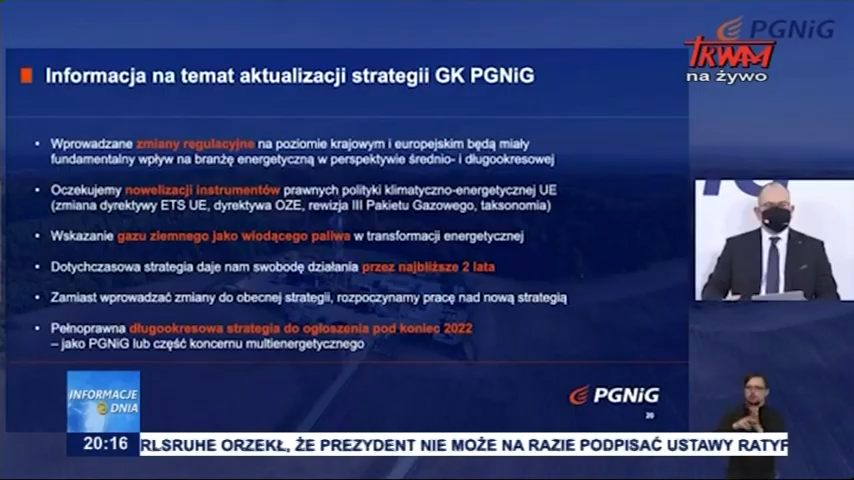 PGNiG
TRWAM
na żywo
Informacja na temat aktualizacji strategii GK PGNiG
• Wprowadzane zmiany regulacyjne na poziomie krajowym i europejskim będą miały
fundamentalny wpływ na branżę energetyczną w perspektywie średnio- i długookresowej
• Oczekujemy nowelizacji instrumentów prawnych polityki klimatyczno-energetycznej UE
(zmiana dyrektywy ETS UE, dyrektywa OZE, rewizja III Pakietu Gazowego, taksonomia)
• Wskazanie gazu ziemnego jako wiodącego paliwa w transformacji energetycznej
• Dotychczasowa strategia daje nam swobodę działania przez najbliższe 2 lata
• Zamiast wprowadzać zmiany do obecnej strategii, rozpoczynamy pracę nad nową strategią
• Pełnoprawna długookresowa strategia do ogłoszenia pod koniec 2022
– jako PGNiG lub część koncernu multienergetycznego
PGNiG
20
INFORMACJE
DNIA
20:16 RLSRUHE ORZEKŁ, ŻE PREZYDENT NIE MOŻE NA RAZIE PODPISAĆ USTAWY RATYF